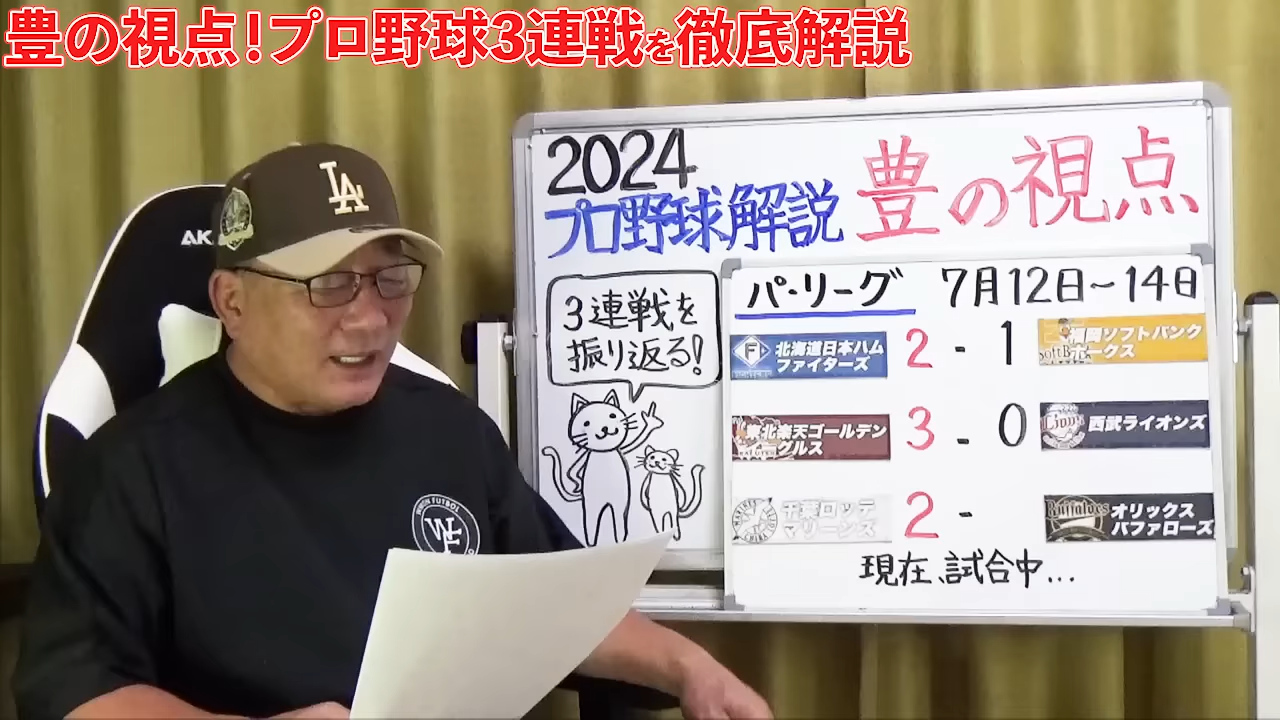 豊の視点!プロ野球3連戦を徹底解説
LA
AK
2024
プロ野球解説
豊の視点
3連戦を
振り返る!
パ・リーグ 7月12日～14日
F
北海道日本ハム
ファイターズ
2 - 1
福岡ソフトバンク
ホークス
東北楽天ゴールデン
グルス
3 - 0
Lions
西武ライオンズ
千葉ロッテ
マリーンズ
2 -
Buffaloes
オリックス
バファローズ
現在、試合中...